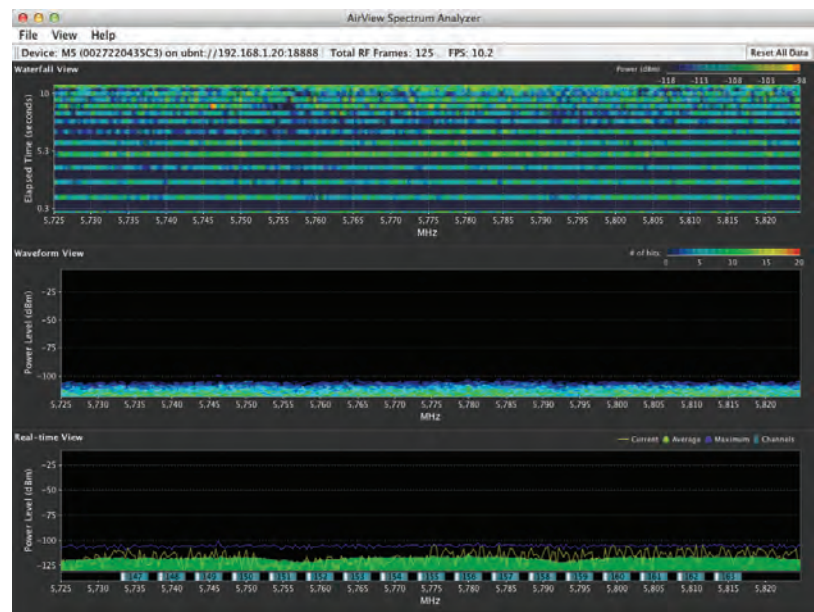 AirView Spectrum Analyzer
File View Help
Device: M5 (0027220435C3) on ubnt://192.168.1.20:18888 Total RF Frames: 125 FPS: 10.2 Reset All Data
Waterfall View
Power (dBm)
-118 -113 -108 -103 -98
Elapsed Time (seconds)
10
5.3
0.3
5,725 5,730 5,735 5,740 5,745 5,750 5,755 5,760 5,765 5,770 5,775 5,780 5,785 5,790 5,795 5,800 5,805 5,810 5,815 5,820
MHz
Waveform View
# of hits
0 5 10 15 20
Power Level (dBm)
-25
-50
-75
-100
5,725 5,730 5,735 5,740 5,745 5,750 5,755 5,760 5,765 5,770 5,775 5,780 5,785 5,790 5,795 5,800 5,805 5,810 5,815 5,820
MHz
Real-time View
Current Average Maximum Channels
Power Level (dBm)
-25
-50
-75
-100
-125
147 148 149 150 151 152 153 154 155 156 157 158 159 160 161 162 163
5,725 5,730 5,735 5,740 5,745 5,750 5,755 5,760 5,765 5,770 5,775 5,780 5,785 5,790 5,795 5,800 5,805 5,810 5,815 5,820
MHz